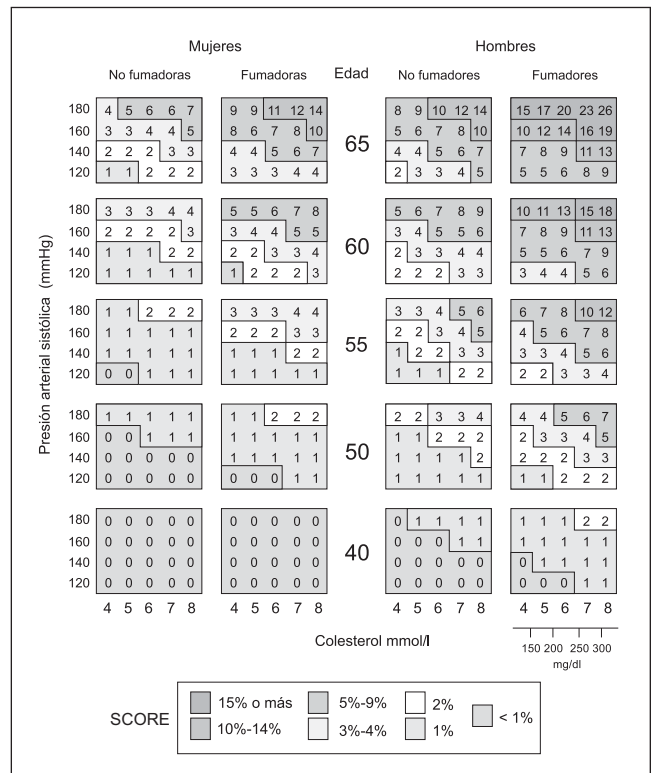 Mujeres Hombres
No fumadoras Fumadoras Edad No fumadores Fumadores
180 4 5 6 6 7 9 9 11 12 14 8 9 10 12 14 15 17 20 23 26
160 3 3 4 4 5 8 6 7 8 10 5 6 7 8 10 10 12 14 16 19
65
140 2 2 2 3 3 4 4 5 6 7 4 4 5 6 7 7 8 9 11 13
120 1 1 2 2 2 3 3 3 4 4 2 3 3 4 5 5 5 6 8 9
180 3 3 3 4 4 5 5 6 7 8 5 6 7 8 9 10 11 13 15 18
160 2 2 2 2 3 3 4 4 5 5 3 4 5 5 6 7 8 9 11 13
60
140 1 1 1 2 2 2 2 3 3 4 2 3 3 4 4 5 5 6 7 9
120 1 1 1 1 1 1 2 2 2 3 2 2 2 3 3 3 4 4 5 6
180 1 1 2 2 2 3 3 3 4 4 3 3 4 5 6 6 7 8 10 12
160 1 1 1 1 1 2 2 2 3 3 2 2 3 4 5 4 5 6 7 8
55
140 1 1 1 1 1 1 1 1 2 2 1 2 2 3 3 3 3 4 5 6
120 0 0 1 1 1 1 1 1 1 1 1 1 1 2 2 2 2 3 3 4
180 1 1 1 1 1 1 1 2 2 2 2 2 3 3 4 4 4 5 6 7
160 0 0 1 1 1 1 1 1 1 1 1 1 2 2 2 2 3 3 4 5
50
140 0 0 0 0 0 1 1 1 1 1 1 1 1 1 2 2 2 2 3 3
120 0 0 0 0 0 0 0 0 1 1 1 1 1 1 1 1 1 2 2 2
180 0 0 0 0 0 0 0 0 0 0 0 1 1 1 1 1 1 1 2 2
160 0 0 0 0 0 0 0 0 0 0 0 0 0 1 1 1 1 1 1 1
40
140 0 0 0 0 0 0 0 0 0 0 0 0 0 0 0 0 1 1 1 1
120 0 0 0 0 0 0 0 0 0 0 0 0 0 0 0 0 0 0 1 1
4 5 6 7 8 4 5 6 7 8 4 5 6 7 8 4 5 6 7 8
Presión arterial sistólica (mmHg)
Colesterol mmol/l
150 200 250 300
mg/dl
SCORE
15% o más 5%-9% 2% < 1%
10%-14% 3%-4% 1%